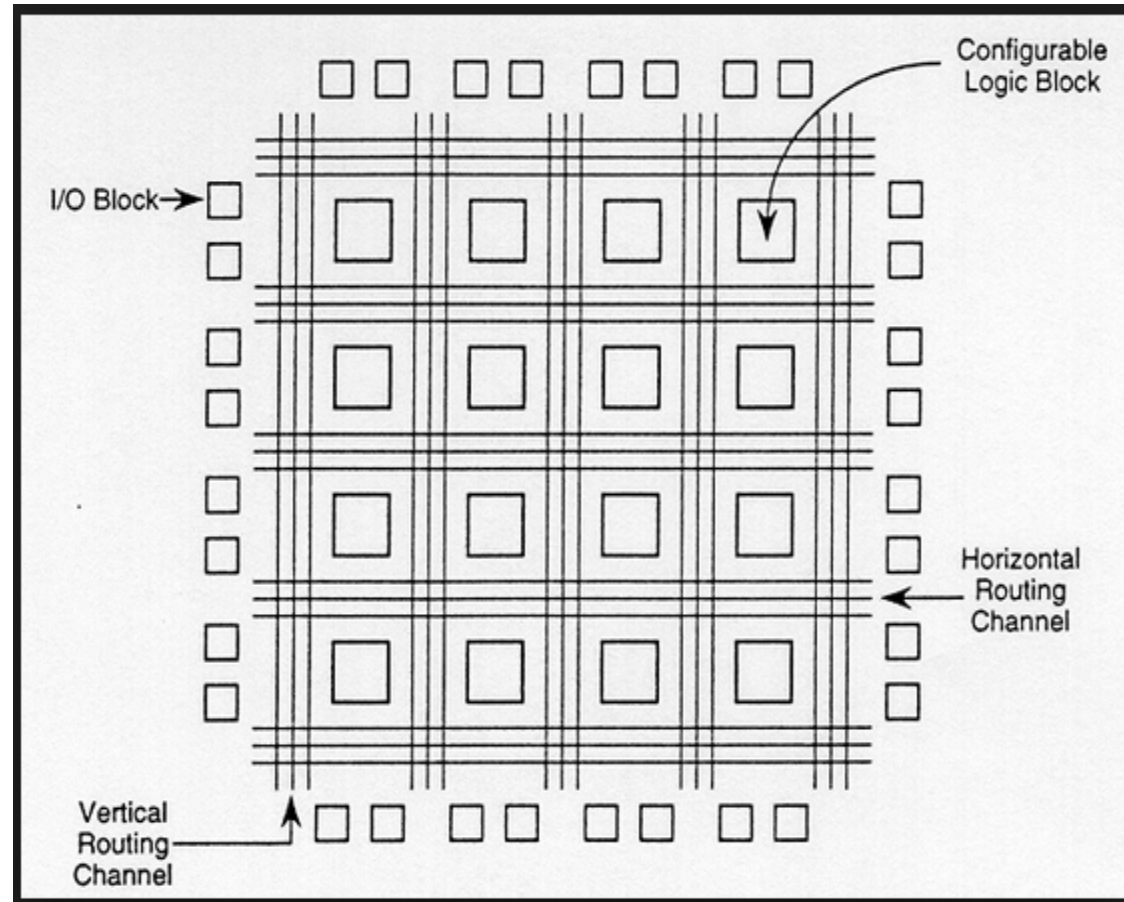 Configurable
Logic Block
I/O Block
Horizontal
Routing
Channel
Vertical
Routing
Channel